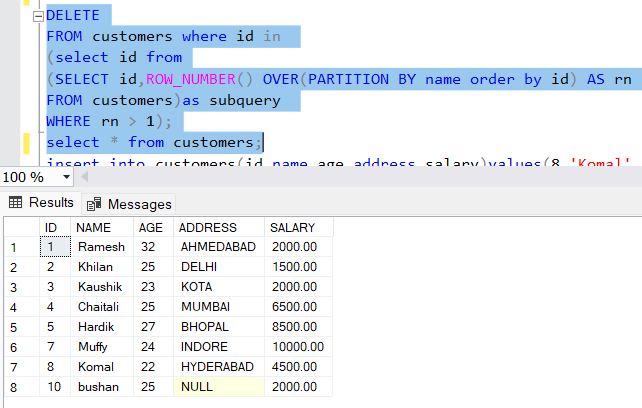 DELETE
FROM customers where id in
(select id from
(SELECT id,ROW_NUMBER() OVER(PARTITION BY name order by id) AS rn
FROM customers)as subquery
WHERE rn > 1);
select * from customers;
insert into customers(id,name,age,address,salary)values(8,'Komal'
100 %
Results Messages
ID NAME AGE ADDRESS SALARY
1 1 Ramesh 32 AHMEDABAD 2000.00
2 2 Khilan 25 DELHI 1500.00
3 3 Kaushik 23 KOTA 2000.00
4 4 Chaitali 25 MUMBAI 6500.00
5 5 Hardik 27 BHOPAL 8500.00
6 7 Muffy 24 INDORE 10000.00
7 8 Komal 22 HYDERABAD 4500.00
8 10 bushan 25 NULL 2000.00